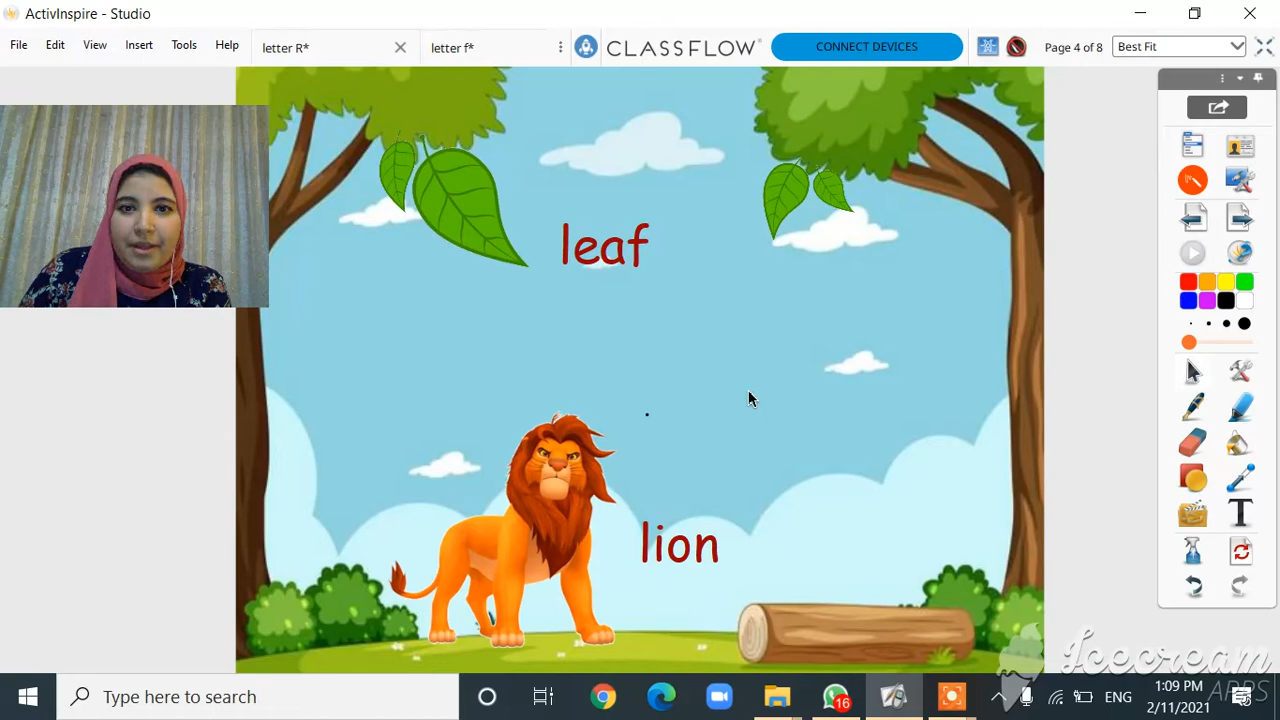 ActivInspire - Studio
File Edit View Insert Tools Help
letter R*
letter f*
CLASSFLOW
CONNECT DEVICES
Page 4 of 8
Best Fit
leaf
lion
T
Icecream
APPS
Type here to search
16
ENG
1:09 PM
2/11/2021